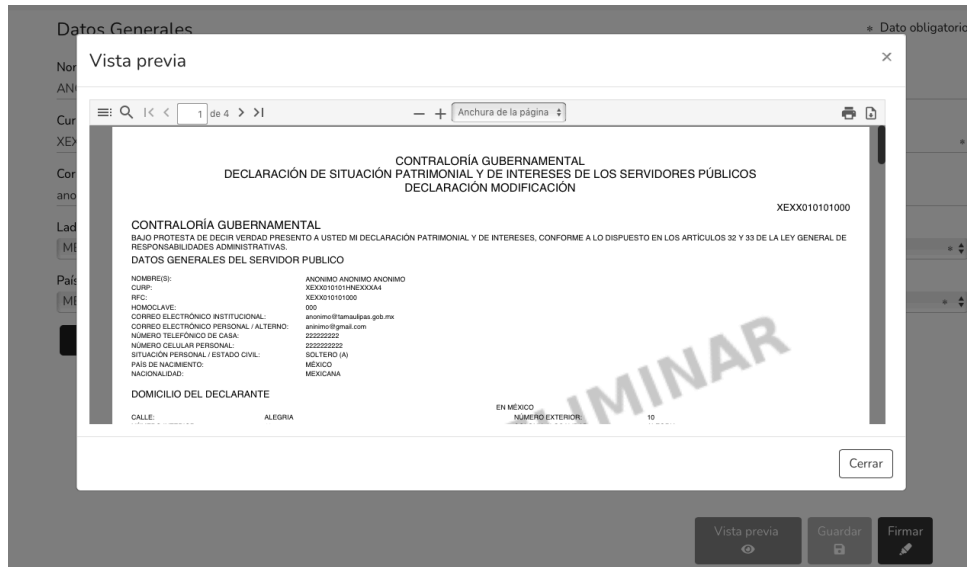 Datos Generales
* Dato obligatorio
Vista previa
×
1 de 4
Anchura de la página
CONTRALORÍA GUBERNAMENTAL
DECLARACIÓN DE SITUACIÓN PATRIMONIAL Y DE INTERESES DE LOS SERVIDORES PÚBLICOS
DECLARACIÓN MODIFICACIÓN
XEXX010101000
CONTRALORÍA GUBERNAMENTAL
BAJO PROTESTA DE DECIR VERDAD PRESENTO A USTED MI DECLARACIÓN PATRIMONIAL Y DE INTERESES, CONFORME A LO DISPUESTO EN LOS ARTÍCULOS 32 Y 33 DE LA LEY GENERAL DE
RESPONSABILIDADES ADMINISTRATIVAS.
DATOS GENERALES DEL SERVIDOR PUBLICO
NOMBRE(S): ANONIMO ANONIMO ANONIMO
CURP: XEXX010101HNEXXXA4
RFC: XEXX010101000
HOMOCLAVE: 000
CORREO ELECTRÓNICO INSTITUCIONAL: anonimo@tamaulipas.gob.mx
CORREO ELECTRÓNICO PERSONAL / ALTERNO: aninimo@gmail.com
NÚMERO TELEFÓNICO DE CASA: 222222222
NÚMERO CELULAR PERSONAL: 2222222222
SITUACIÓN PERSONAL / ESTADO CIVIL: SOLTERO (A)
PAÍS DE NACIMIENTO: MÉXICO
NACIONALIDAD: MEXICANA
DOMICILIO DEL DECLARANTE
EN MÉXICO
CALLE: ALEGRIA NÚMERO EXTERIOR: 10
Cerrar
Vista previa
Guardar
Firmar